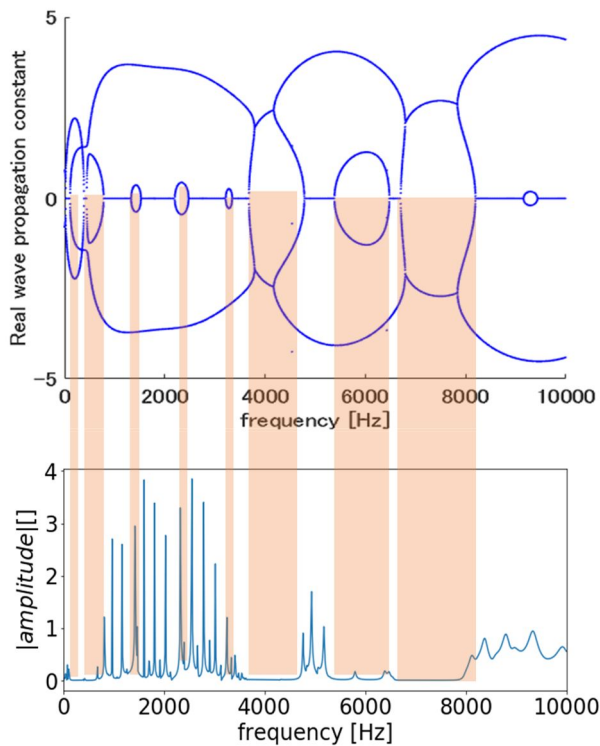 Real wave propagation constant
5
0
−5
0 2000 4000 6000 8000 10000
frequency [Hz]
|amplitude|[]
4
3
2
1
0
0 2000 4000 6000 8000 10000
frequency [Hz]